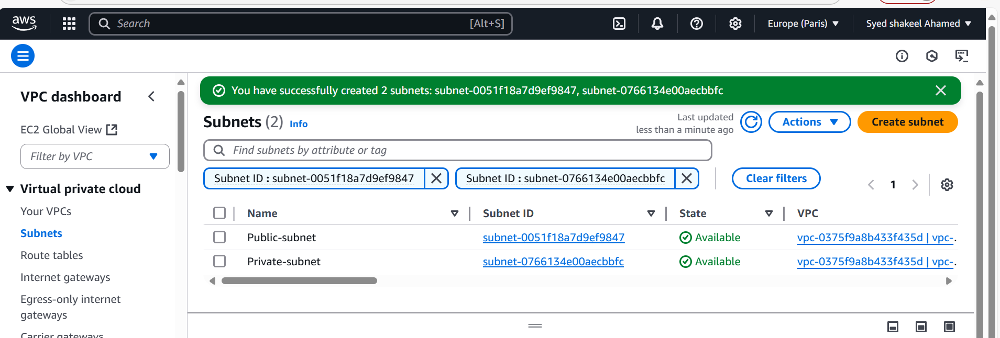 aws
Search [Alt+S]
Europe (Paris)
Syed shakeel Ahamed
VPC dashboard
EC2 Global View
Filter by VPC
Virtual private cloud
Your VPCs
Subnets
Route tables
Internet gateways
Egress-only internet
gateways
Carrier gateways
You have successfully created 2 subnets: subnet-0051f18a7d9ef9847, subnet-0766134e00aecbbfc
Subnets (2) Info
Last updated
less than a minute ago
Actions
Create subnet
Find subnets by attribute or tag
Subnet ID : subnet-0051f18a7d9ef9847
Subnet ID : subnet-0766134e00aecbbfc
Clear filters
1
Name Subnet ID State VPC
Public-subnet subnet-0051f18a7d9ef9847 Available vpc-0375f9a8b433f435d | vpc-.
Private-subnet subnet-0766134e00aecbbfc Available vpc-0375f9a8b433f435d | vpc-.